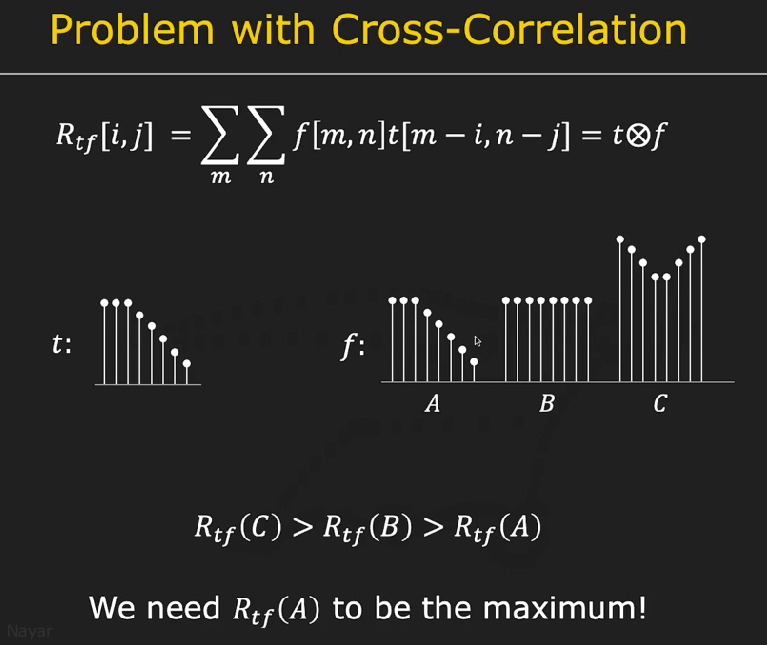 Problem with Cross-Correlation
R_{tf}[i,j] = \sum_{m} \sum_{n} f[m,n]t[m − i,n − j] = t⊗f
t:
f:
A
B
C
R_{tf}(C) > R_{tf}(B) > R_{tf}(A)
We need R_{tf}(A) to be the maximum!
Nayar